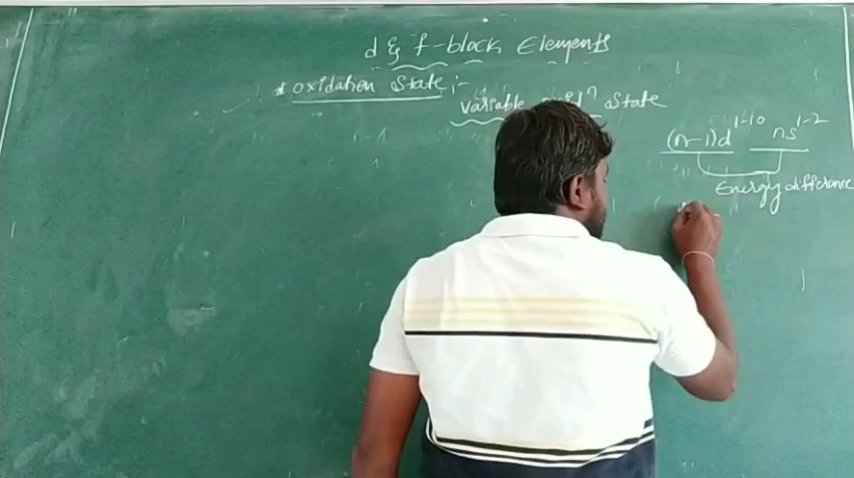 d & f-block Elements
* Oxidation State :-
Variable State
(n-1)d¹⁻¹⁰ ns¹⁻²
Energy difference